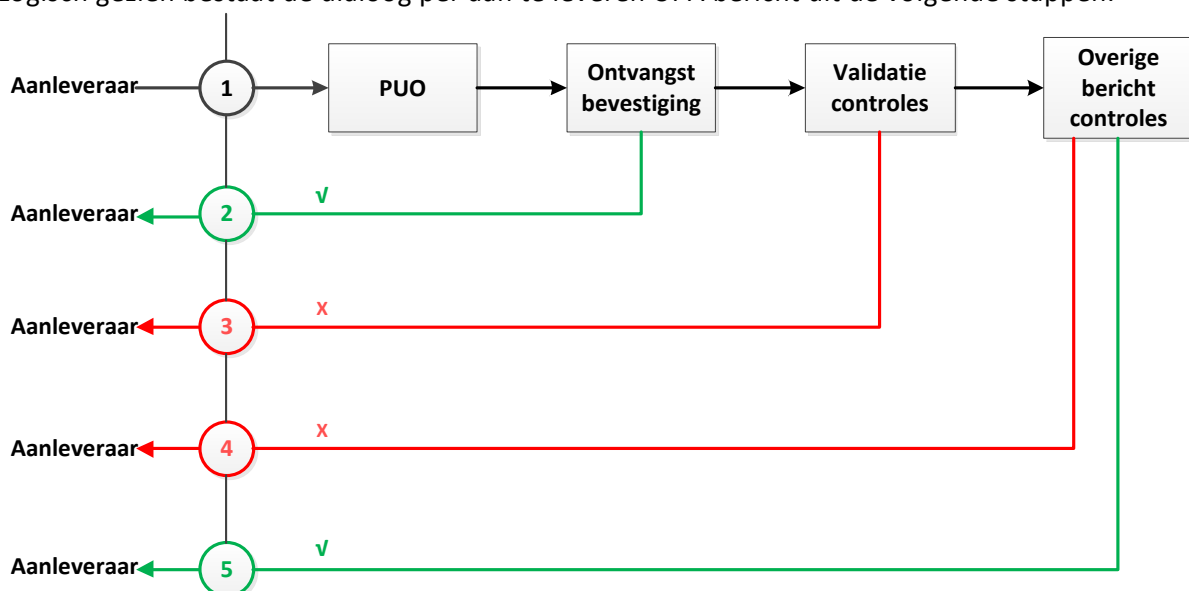 Logisch gezien bestaat de dialoog per aan te leveren UPA bericht uit de volgende stappen:
Aanleveraar
1
PUO
Ontvangst
bevestiging
Validatie
controles
Overige
bericht
controles
Aanleveraar
2
√
Aanleveraar
3
X
Aanleveraar
4
X
Aanleveraar
5
√